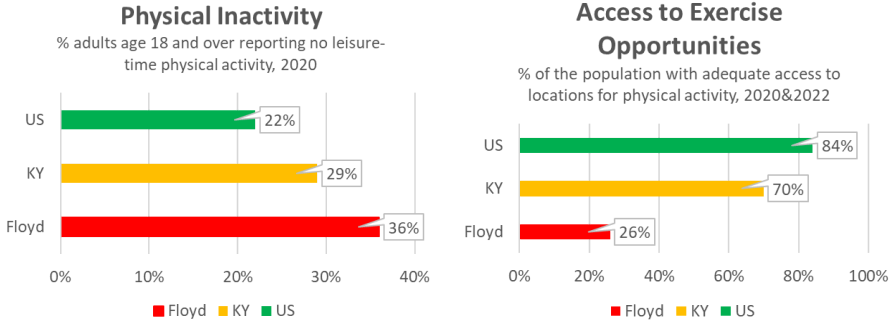 Physical Inactivity
% adults age 18 and over reporting no leisure-
time physical activity, 2020
US
22%
KY
29%
Floyd
36%
0% 10% 20% 30% 40%
Floyd KY US
Access to Exercise
Opportunities
% of the population with adequate access to
locations for physical activity, 2020&2022
US
84%
KY
70%
Floyd
26%
0% 20% 40% 60% 80% 100%
Floyd KY US